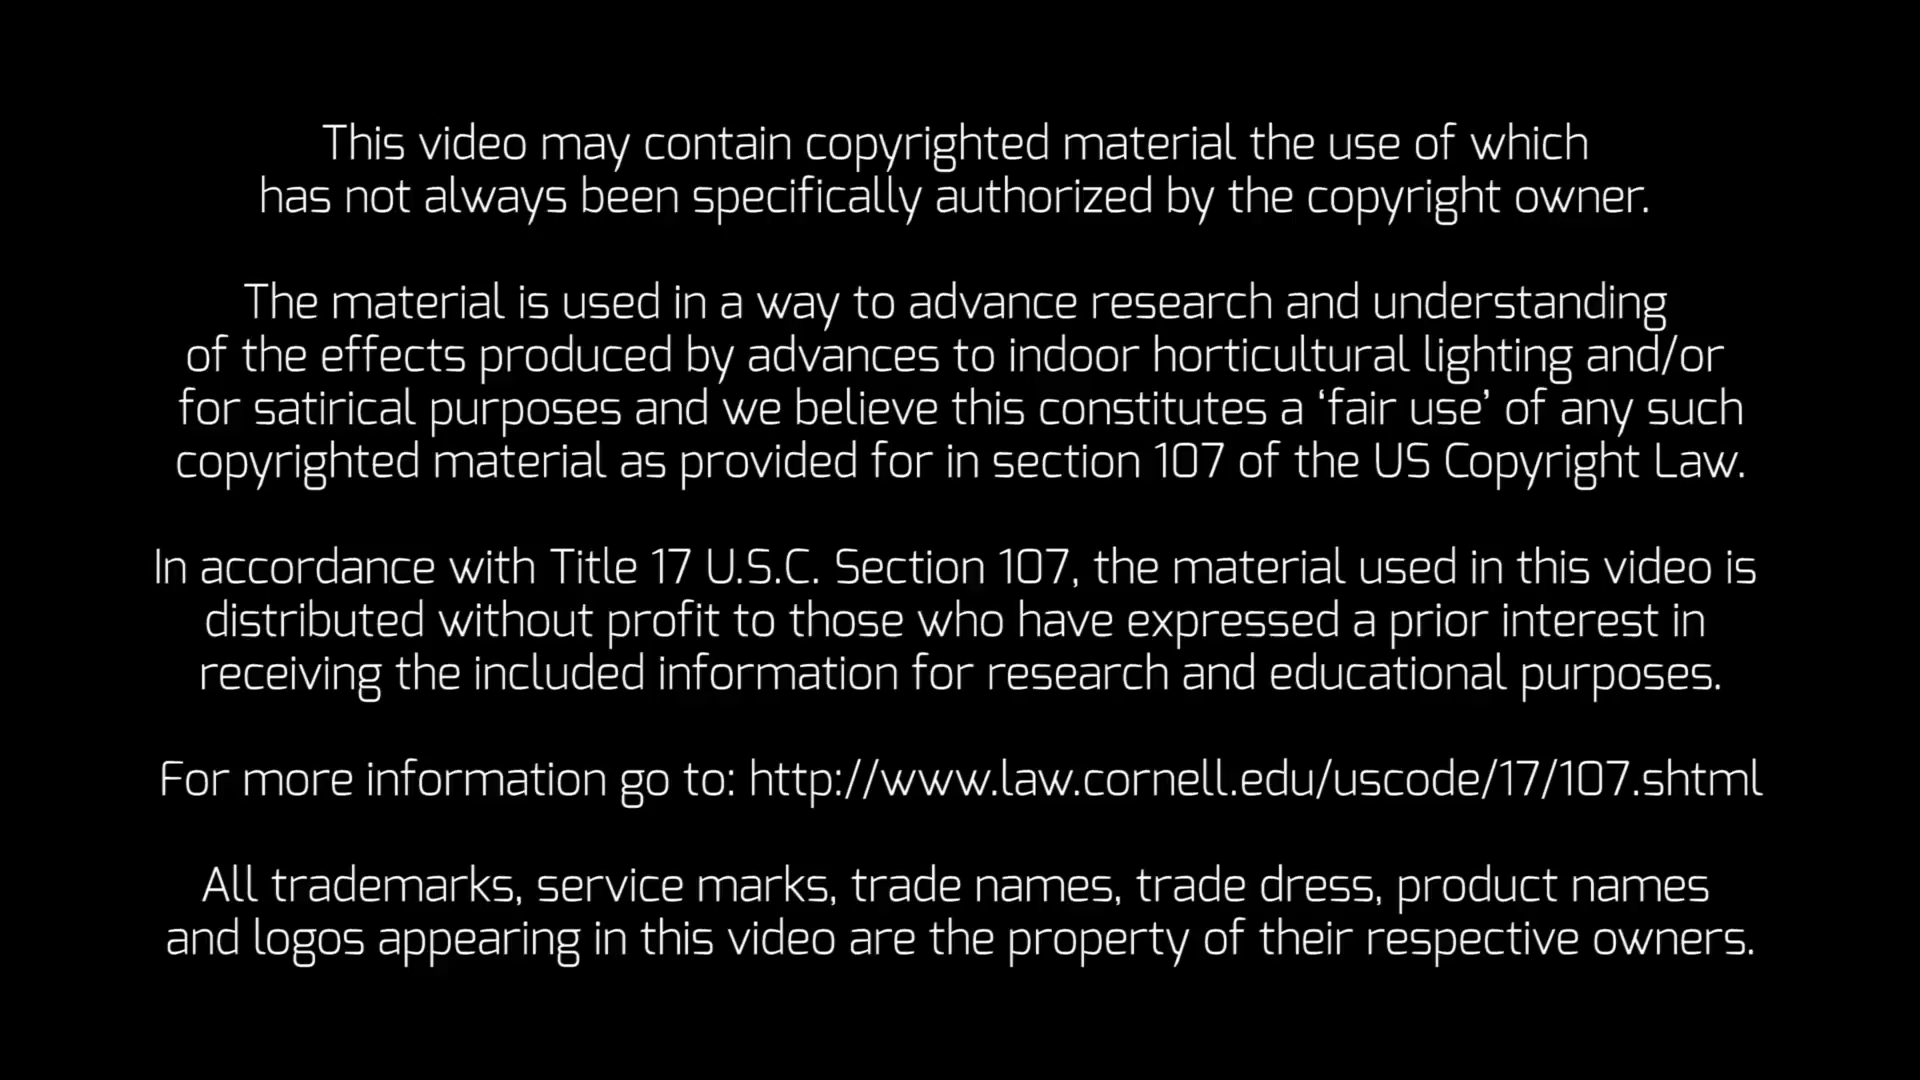 This video may contain copyrighted material the use of which
has not always been specifically authorized by the copyright owner.
The material is used in a way to advance research and understanding
of the effects produced by advances to indoor horticultural lighting and/or
for satirical purposes and we believe this constitutes a ‘fair use’ of any such
copyrighted material as provided for in section 107 of the US Copyright Law.
In accordance with Title 17 U.S.C. Section 107, the material used in this video is
distributed without profit to those who have expressed a prior interest in
receiving the included information for research and educational purposes.
For more information go to: http://www.law.cornell.edu/uscode/17/107.shtml
All trademarks, service marks, trade names, trade dress, product names
and logos appearing in this video are the property of their respective owners.